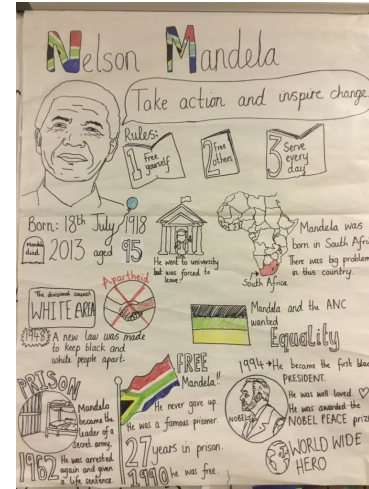 Nelson Mandela
Take action and inspire change.
Rules:
1 Free yourself
2 Free others
3 Serve every day
Born: 18th July 1918
Mandela died 2013 aged 95
He went to university
but was forced to
leave!
Mandela was
born in South Afri
There was big problem
in this country.
South Africa
Apartheid
The divisional council
WHITE AREA
1948 A new law was made
to keep black and
white people apart.
Mandela and the ANC
wanted
Equality
PRISON
Mandela
became the
leader of a
secret army.
1962 He was arrested
again and given
a life sentence.
FREE
Mandela!!
He never gave up.
He was a famous prisoner.
27 years in prison.
1990 he was free.
1994 → He became the first blac
PRESIDENT.
He was well loved.
He was awarded the
NOBEL PEACE priz
NOBEL
WORLD WIDE
HERO